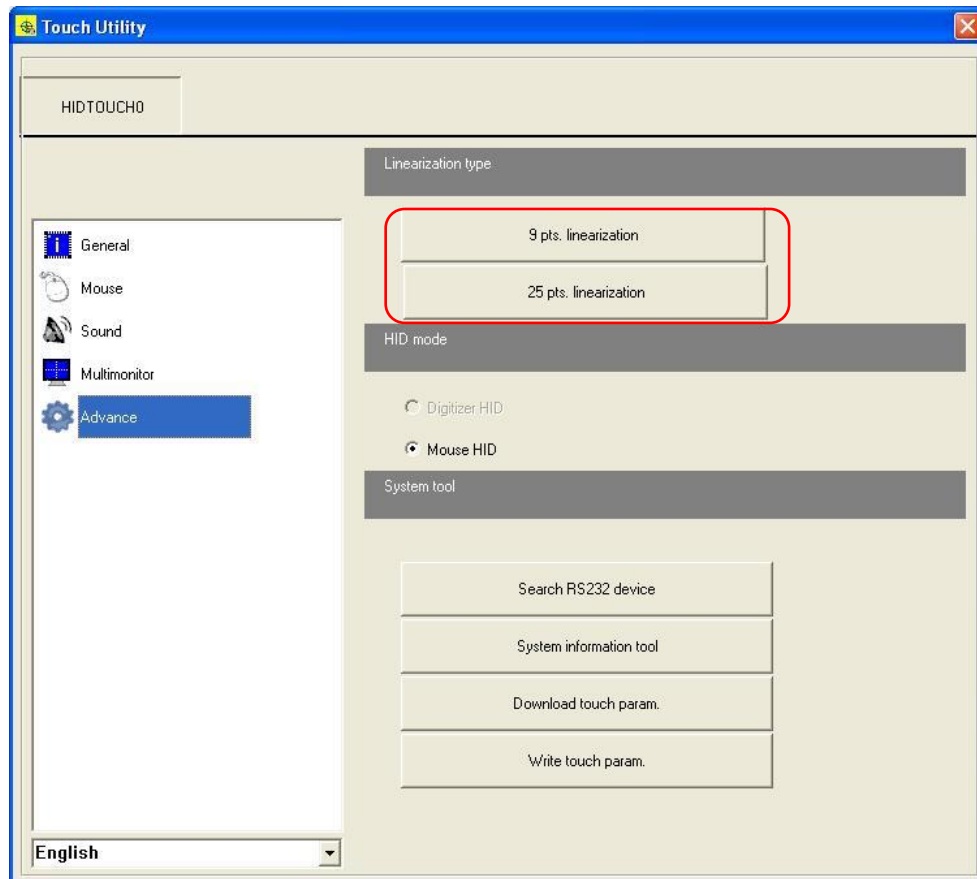 Touch Utility
HIDTOUCH0
General
Mouse
Sound
Multimonitor
Advance
English
Linearization type
9 pts. linearization
25 pts. linearization
HID mode
Digitizer HID
Mouse HID
System tool
Search RS232 device
System information tool
Download touch param.
Write touch param.